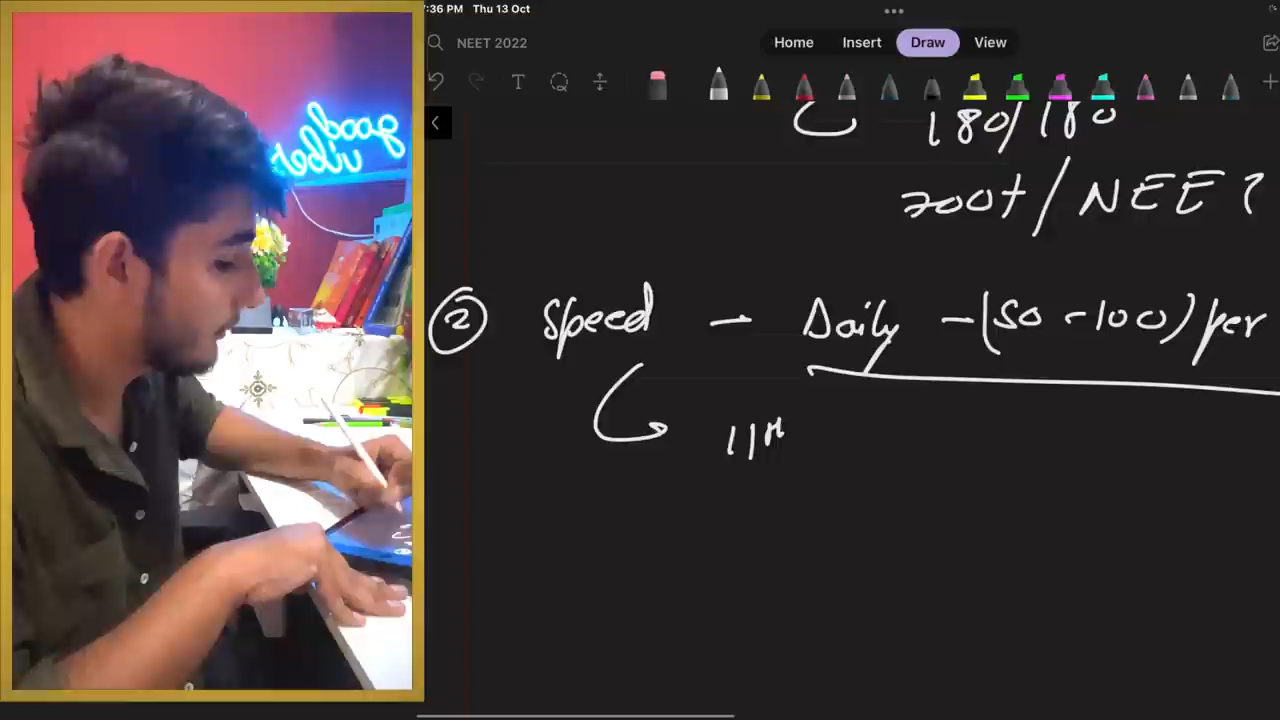 :36 PM Thu 13 Oct
NEET 2022
Home Insert Draw View
T
180/180
700+/NEET
② Speed - Daily - (50-100) per
11th
good
vibes